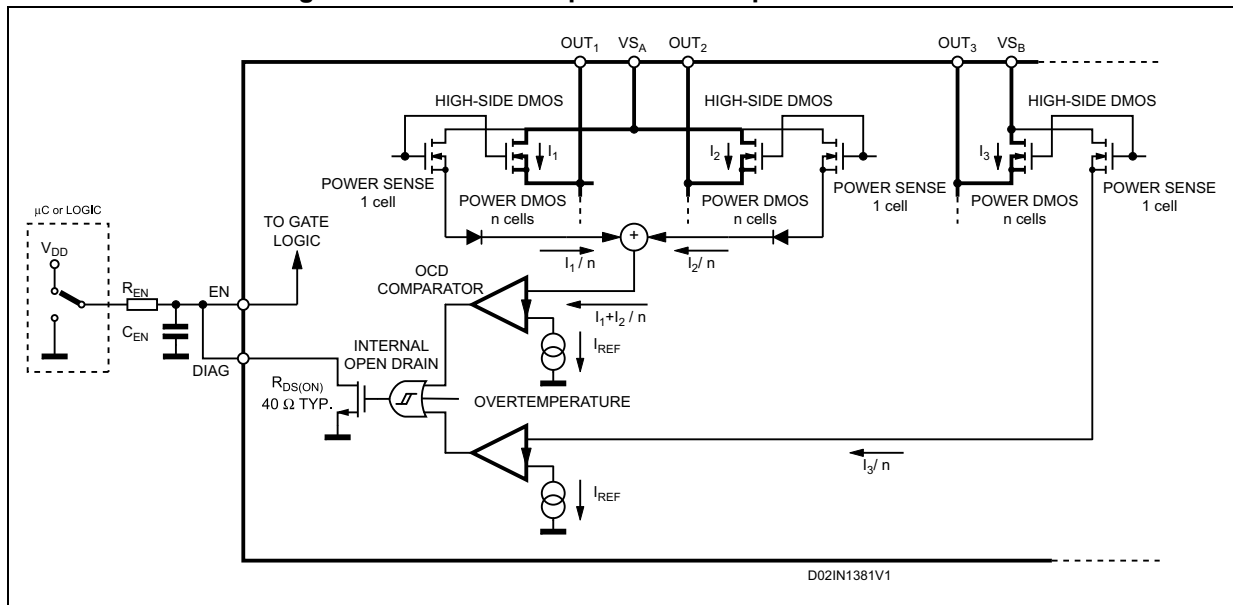 OUT1 VSA OUT2 OUT3 VSB
HIGH-SIDE DMOS
HIGH-SIDE DMOS
HIGH-SIDE DMOS
I1
I2
I3
POWER SENSE
1 cell
POWER DMOS
n cells
POWER DMOS
n cells
POWER SENSE
1 cell
POWER DMOS
n cells
POWER SENSE
1 cell
μC or LOGIC
VDD
TO GATE
LOGIC
+
I1/ n
I2/ n
REN
EN
CEN
DIAG
OCD
COMPARATOR
I1+I2 / n
IREF
INTERNAL
OPEN DRAIN
RDS(ON)
40 Ω TYP.
OVERTEMPERATURE
I3/ n
IREF
D02IN1381V1